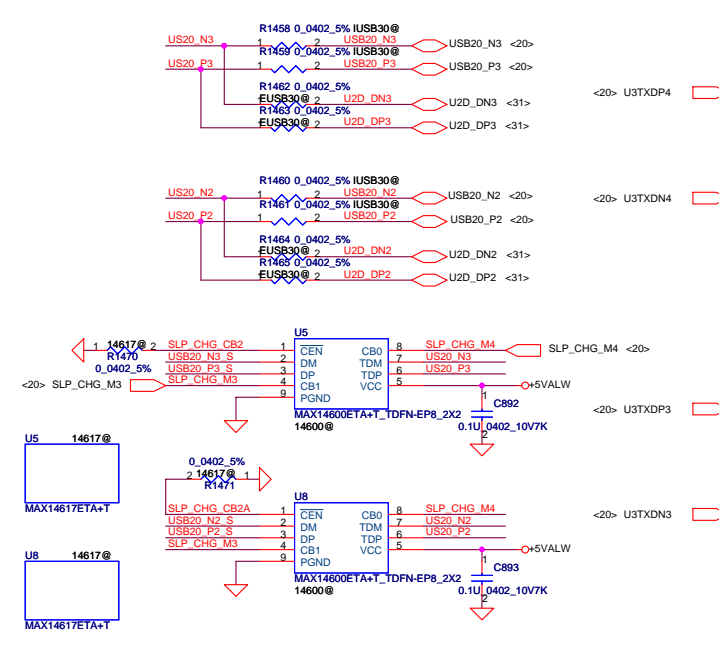 R1458 0_0402_5% IUSB30@
US20_N3 1 2 USB20_N3 USB20_N3 <20>
R1459 0_0402_5% IUSB30@
US20_P3 1 2 USB20_P3 USB20_P3 <20>
R1462 0_0402_5%
<20> U3TXDP4
EUSB30@
1 2 U2D_DN3 U2D_DN3 <31>
R1463 0_0402_5%
EUSB30@
1 2 U2D_DP3 U2D_DP3 <31>
R1460 0_0402_5% IUSB30@
US20_N2 1 2 USB20_N2 USB20_N2 <20>
<20> U3TXDN4
R1461 0_0402_5% IUSB30@
US20_P2 1 2 USB20_P2 USB20_P2 <20>
R1464 0_0402_5%
EUSB30@
1 2 U2D_DN2 U2D_DN2 <31>
R1465 0_0402_5%
EUSB30@
1 2 U2D_DP2 U2D_DP2 <31>
U5
1 14617@ 2 SLP_CHG_CB2 1 CEN CB0 8 SLP_CHG_M4 SLP_CHG_M4 <20>
R1470
USB20_N3_S 2 DM TDM 7 US20_N3
0_0402_5%
USB20_P3_S 3 DP TDP 6 US20_P3
<20> SLP_CHG_M3 SLP_CHG_M3 4 CB1 VCC 5 +5VALW
9 PGND
1
C892
<20> U3TXDP3
MAX14600ETA+T_TDFN-EP8_2X2
14600@
0.1U_0402_10V7K
2
U5 14617@
MAX14617ETA+T
0_0402_5%
2 14617@ 1
R1471
U8
SLP_CHG_CB2A 1 CEN CB0 8 SLP_CHG_M4
<20> U3TXDN3
USB20_N2_S 2 DM TDM 7 US20_N2
USB20_P2_S 3 DP TDP 6 US20_P2
SLP_CHG_M3 4 CB1 VCC 5 +5VALW
9 PGND
1
C893
MAX14600ETA+T_TDFN-EP8_2X2
14600@
0.1U_0402_10V7K
2
U8 14617@
MAX14617ETA+T